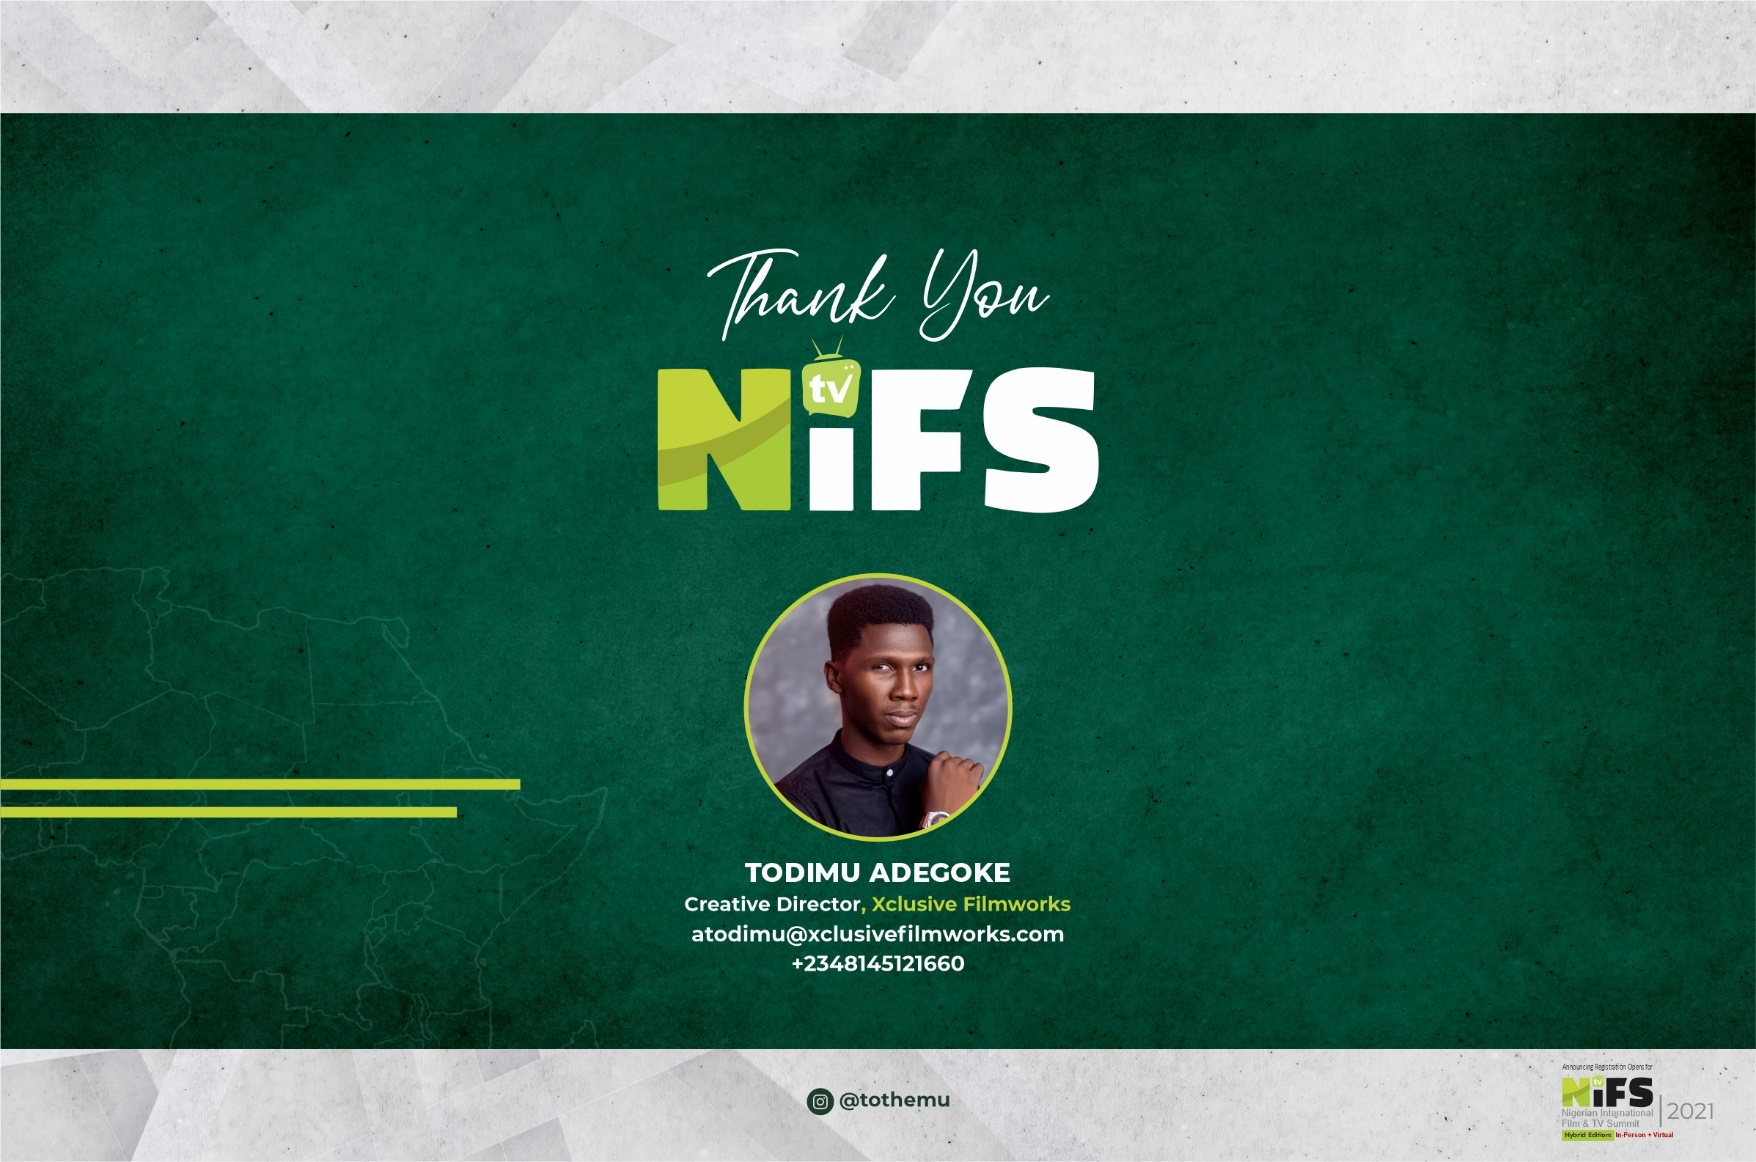 Thank You
NiFS
tv
TODIMU ADEGOKE
Creative Director, Xclusive Filmworks
atodimu@xclusivefilmworks.com
+2348145121660
@tothemu
Announcing Registration Opens for
NiFS
tv
Nigerian International
Film & TV Summit
2021
Hybrid Edition: In-Person + Virtual